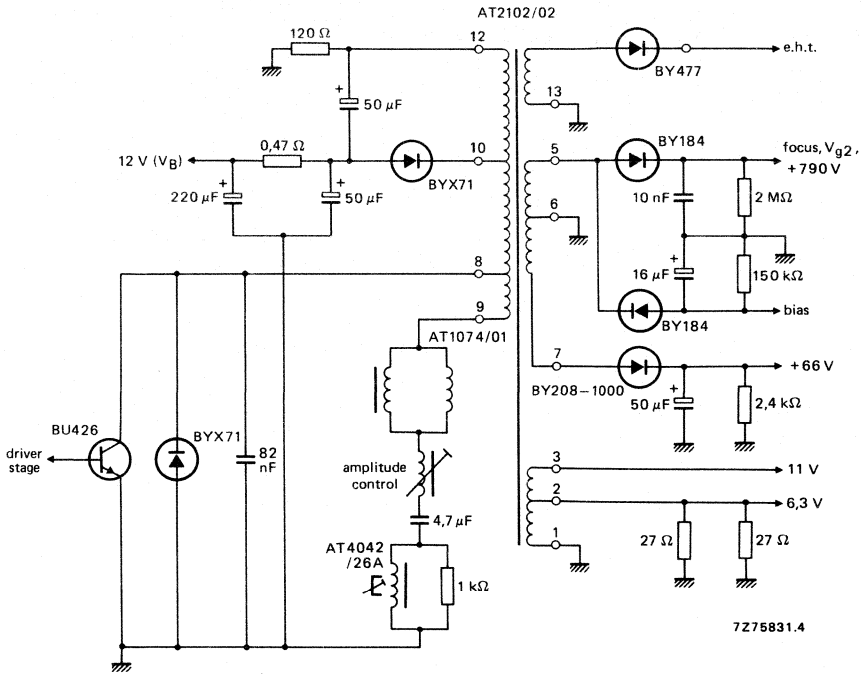 AT2102/02
120 Ω
12
BY477
e.h.t.
+
50 μF
13
12 V (VB)
0,47 Ω
BYX71
10
5
BY184
focus, Vg2,
+790 V
+
220 μF
+
50 μF
6
10 nF
2 MΩ
8
16 μF
+
150 kΩ
9
BY184
bias
AT1074/01
7
BY208–1000
+66 V
+
50 μF
2,4 kΩ
BU426
BYX71
driver
stage
82
nF
amplitude
control
3
11 V
2
6,3 V
4,7 μF
1
27 Ω
27 Ω
AT4042
/26A
1 kΩ
7Z75831.4